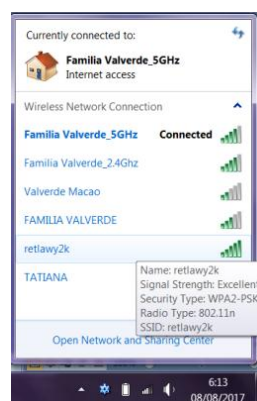 Currently connected to:
Familia Valverde_5GHz
Internet access
Wireless Network Connection
Familia Valverde_5GHz Connected
Familia Valverde_2.4Ghz
Valverde Macao
FAMILIA VALVERDE
retlawy2k
TATIANA
Name: retlawy2k
Signal Strength: Excellent
Security Type: WPA2-PSK
Radio Type: 802.11n
SSID: retlawy2k
Open Network and Sharing Center
6:13
08/08/2017